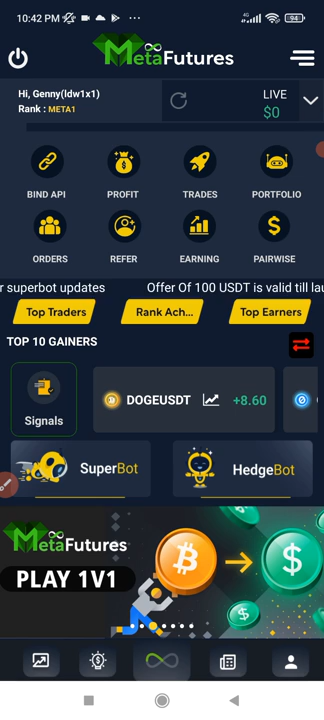 10:42 PM
4G
94
MetaFutures
Hi, Genny(ldw1x1)
Rank : META1
LIVE
$0
BIND API
PROFIT
TRADES
PORTFOLIO
ORDERS
REFER
EARNING
PAIRWISE
r superbot updates
Offer Of 100 USDT is valid till lau
Top Traders
Rank Ach...
Top Earners
TOP 10 GAINERS
Signals
DOGEUSDT
+8.60
SuperBot
HedgeBot
MetaFutures
PLAY 1V1